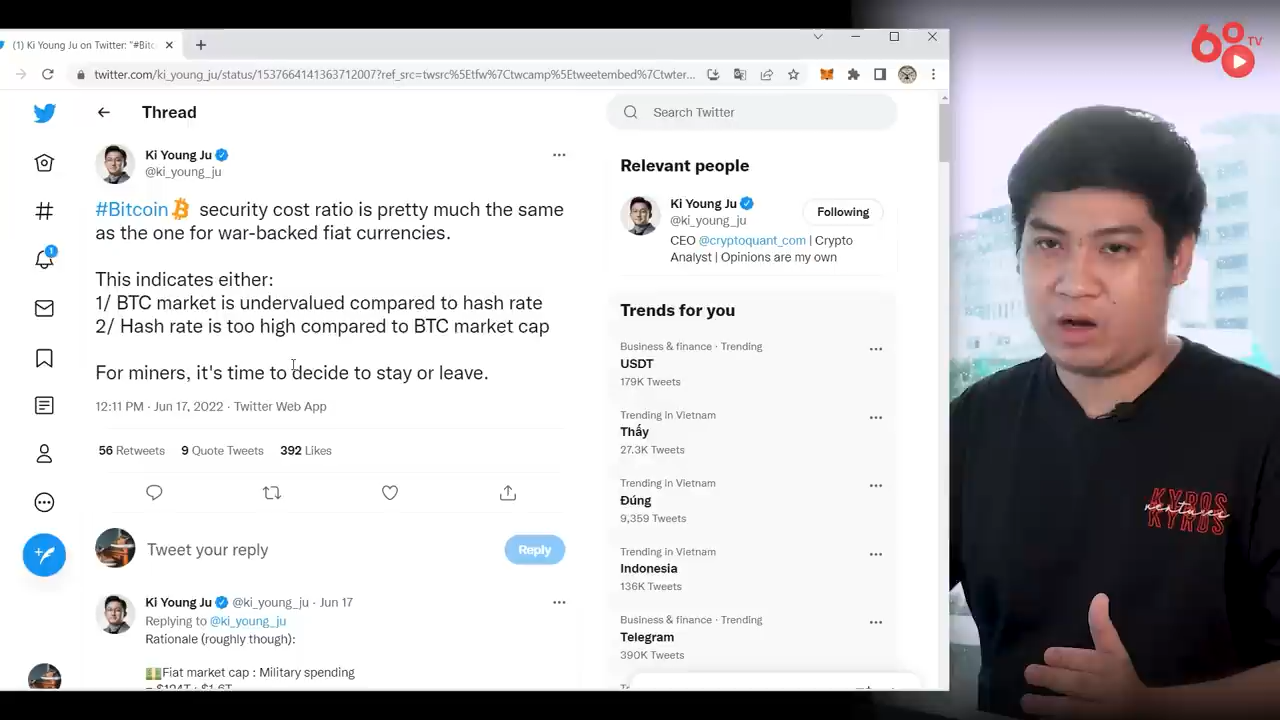 (1) Ki Young Ju on Twitter: "#Bitc
twitter.com/ki_young_ju/status/1537664141363712007?ref_src=twsrc%5Etfw%7Ctwcamp%5Etweetembed%7Ctwter...
68 TV
Thread
Search Twitter
Ki Young Ju
@ki_young_ju
#Bitcoin security cost ratio is pretty much the same
as the one for war-backed fiat currencies.
This indicates either:
1/ BTC market is undervalued compared to hash rate
2/ Hash rate is too high compared to BTC market cap
For miners, it's time to decide to stay or leave.
12:11 PM · Jun 17, 2022 · Twitter Web App
56 Retweets 9 Quote Tweets 392 Likes
Tweet your reply
Reply
Ki Young Ju @ki_young_ju · Jun 17
Replying to @ki_young_ju
Rationale (roughly though):
Fiat market cap : Military spending
= $124T : $1.6T
1
Relevant people
Ki Young Ju
@ki_young_ju
Following
CEO @cryptoquant_com | Crypto
Analyst | Opinions are my own
Trends for you
Business & finance · Trending
USDT
179K Tweets
Trending in Vietnam
Thấy
27.3K Tweets
Trending in Vietnam
Đúng
9,359 Tweets
Trending in Vietnam
Indonesia
136K Tweets
Business & finance · Trending
Telegram
390K Tweets
KYROS
ventures
KYROS